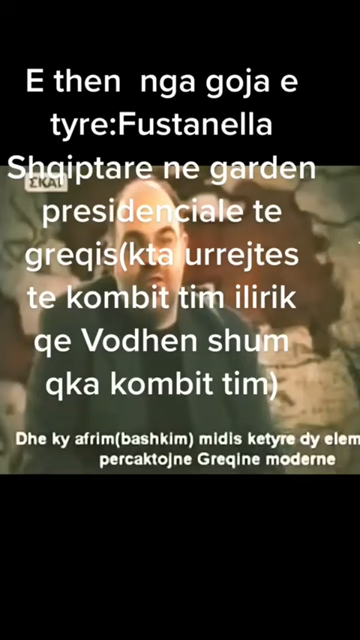 E then nga goja e
tyre:Fustanella
Shqiptare ne garden
ΣΚΑΪ
presidenciale te
greqis(kta urrejtes
te kombit tim ilirik
qe Vodhen shum
qka kombit tim)
Dhe ky afrim(bashkim) midis ketyre dy elem
percaktojne Greqine moderne